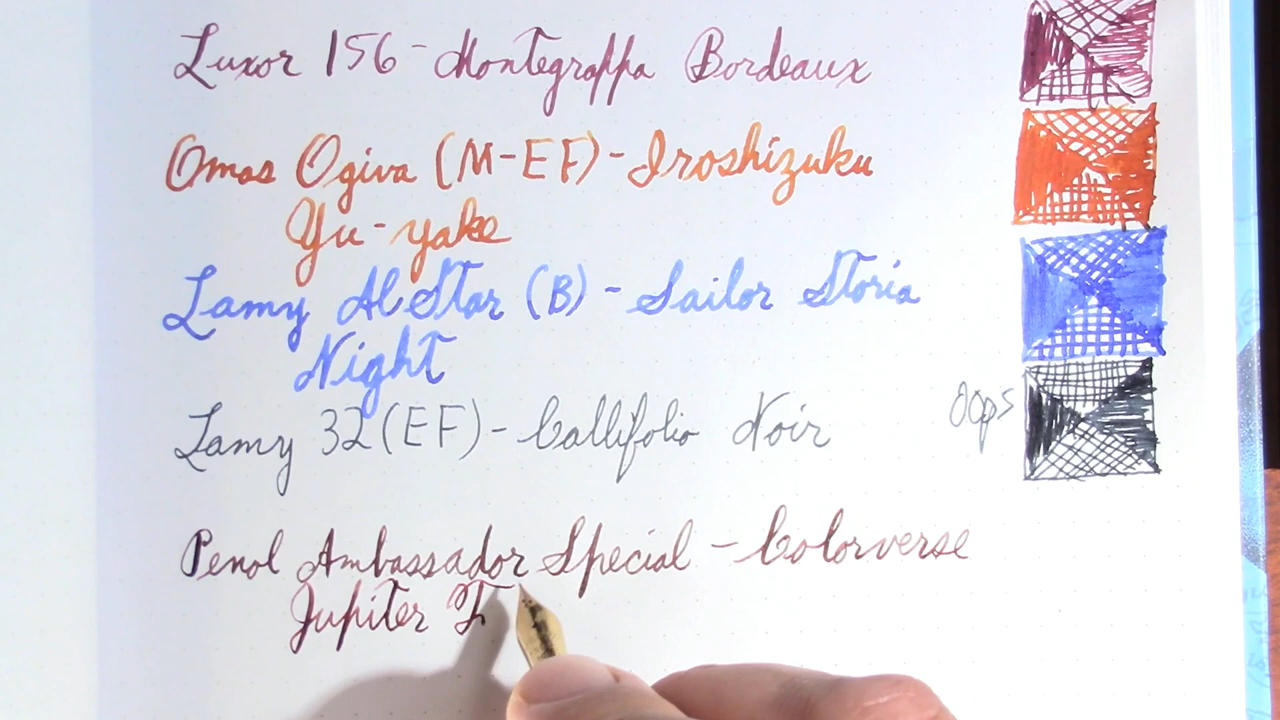 Luxor 156 - Montegrappa Bordeaux
Omas Ogiva (M-EF) - Iroshizuku
Yu-yake
Lamy AlStar (B) - Sailor Storia
Night
Lamy 32 (EF) - Callifolio Noir
Oops
Penol Ambassador Special - Colorverse
Jupiter